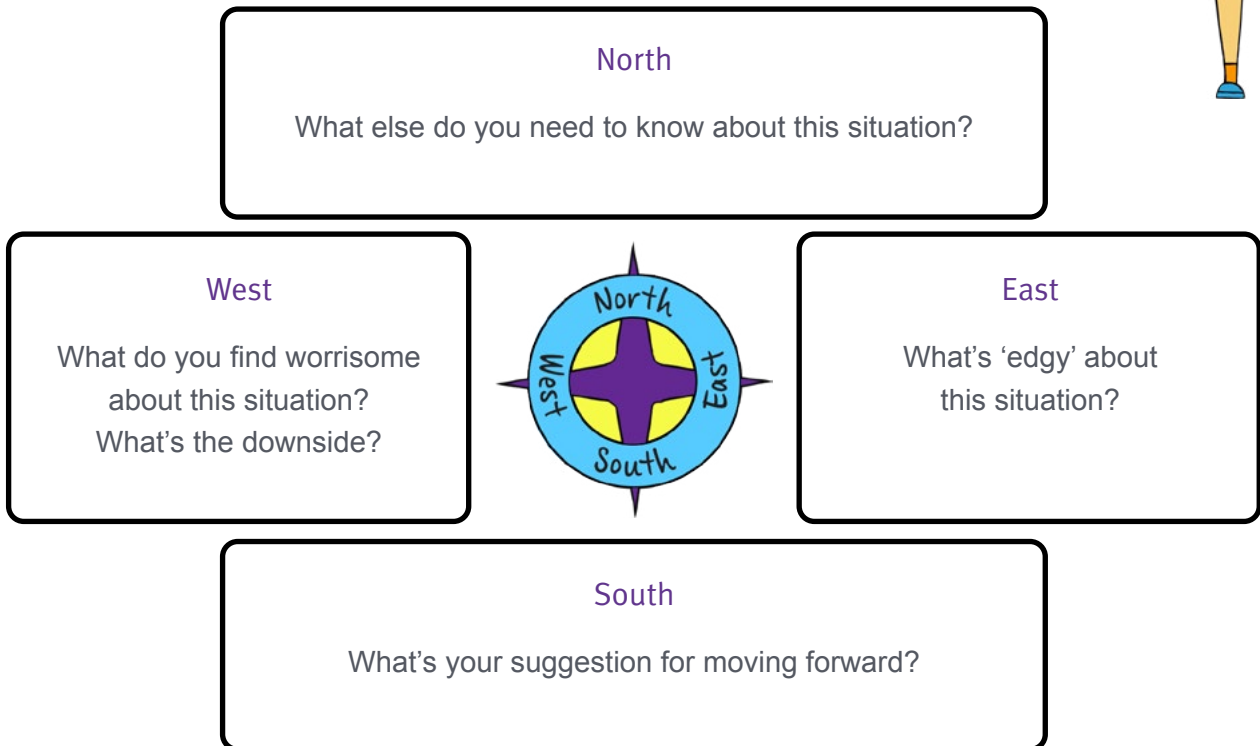 North
What else do you need to know about this situation?
West
What do you find worrisome
about this situation?
What’s the downside?
North
West
East
South
East
What’s ‘edgy’ about
this situation?
South
What’s your suggestion for moving forward?